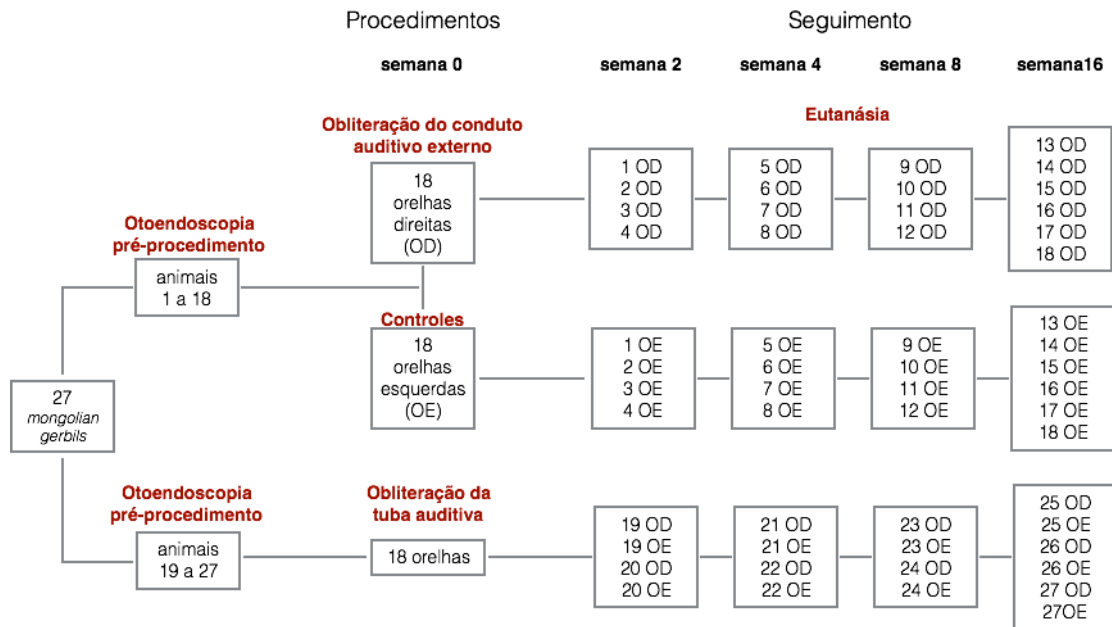 Procedimentos
Seguimento
semana 0
semana 2
semana 4
semana 8
semana16
Obliteração do conduto
auditivo externo
Eutanásia
18
orelhas
direitas
(OD)
1 OD
2 OD
3 OD
4 OD
5 OD
6 OD
7 OD
8 OD
9 OD
10 OD
11 OD
12 OD
13 OD
14 OD
15 OD
16 OD
17 OD
18 OD
Otoendoscopia
pré-procedimento
animais
1 a 18
Controles
18
orelhas
esquerdas
(OE)
1 OE
2 OE
3 OE
4 OE
5 OE
6 OE
7 OE
8 OE
9 OE
10 OE
11 OE
12 OE
13 OE
14 OE
15 OE
16 OE
17 OE
18 OE
27
mongolian
gerbils
Otoendoscopia
pré-procedimento
animais
19 a 27
Obliteração da
tuba auditiva
18 orelhas
19 OD
19 OE
20 OD
20 OE
21 OD
21 OE
22 OD
22 OE
23 OD
23 OE
24 OD
24 OE
25 OD
25 OE
26 OD
26 OE
27 OD
27OE